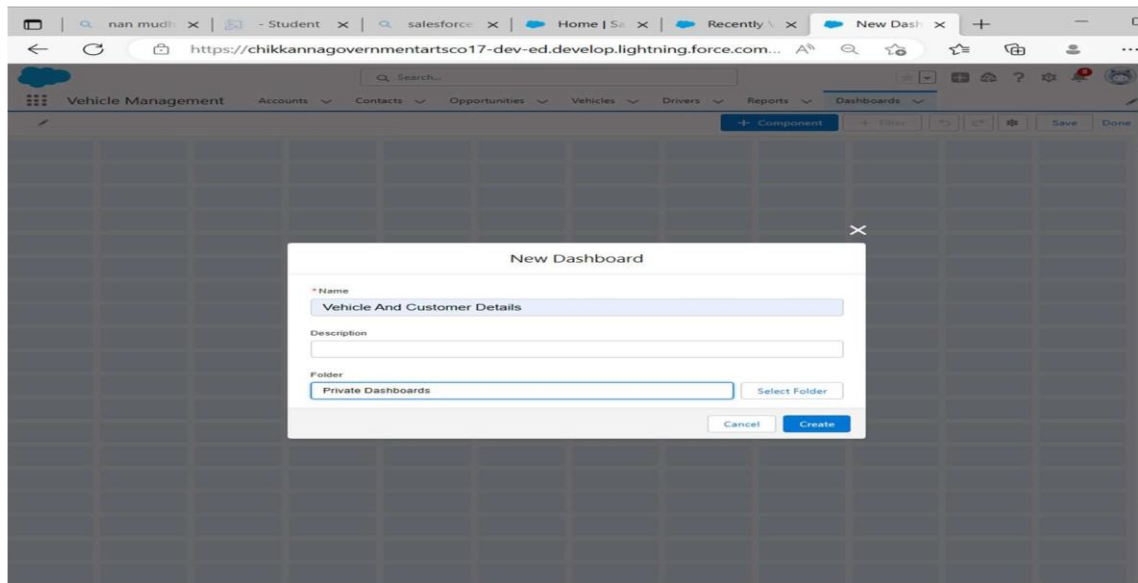 nan mudh - Student salesforce Home | Sa Recently \ New Dash
https://chikkannagovernmentartsco17-dev-ed.develop.lightning.force.com...
Search...
Vehicle Management Accounts Contacts Opportunities Vehicles Drivers Reports Dashboards
+ Component + Filter Save Done
New Dashboard
* Name
Vehicle And Customer Details
Description
Folder
Private Dashboards Select Folder
Cancel Create